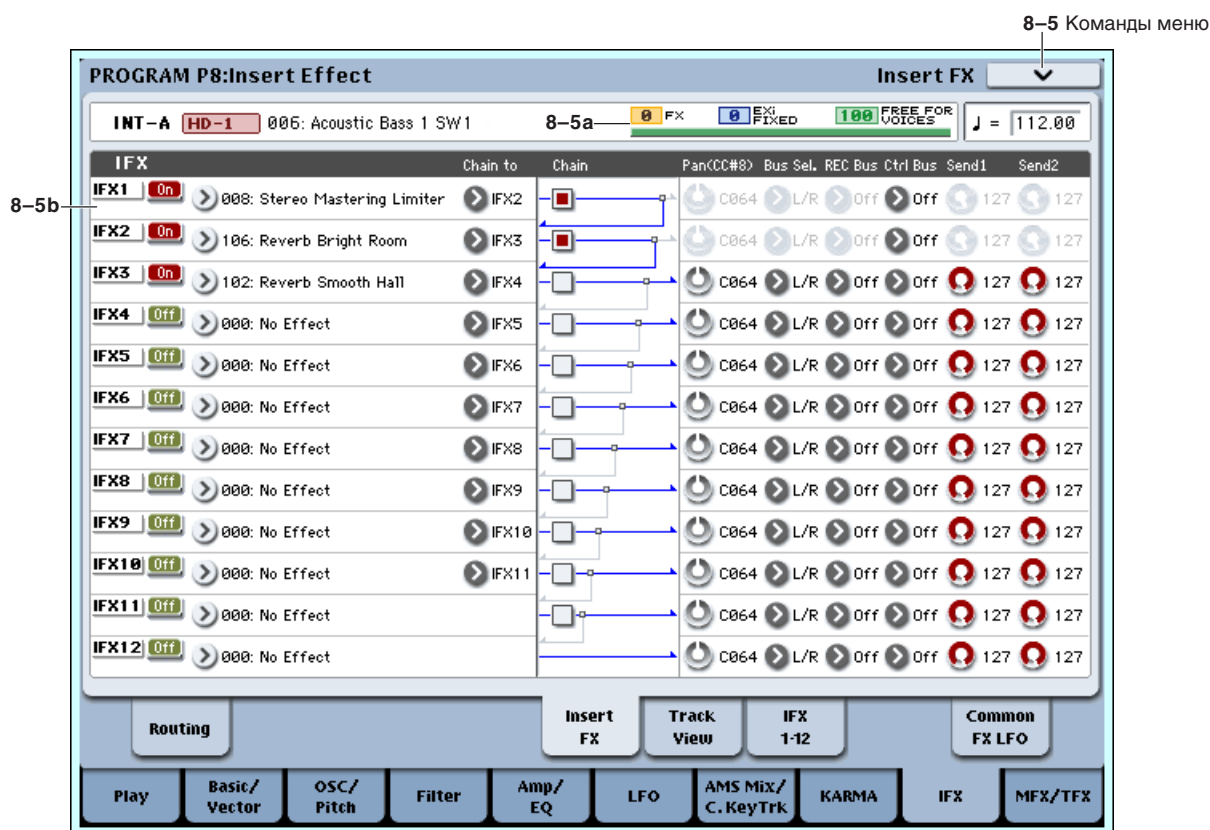 8–5 Команды меню
PROGRAM P8:Insert Effect Insert FX
INT-A HD-1 006: Acoustic Bass 1 SW1 8–5a 0 FX 0 EXi FIXED 100 FREE FOR VOICES ♩ = 112.00
IFX Chain to Chain Pan(CC#8) Bus Sel. REC Bus Ctrl Bus Send1 Send2
8–5b
IFX1 On 008: Stereo Mastering Limiter IFX2 C064 L/R Off Off 127 127
IFX2 On 106: Reverb Bright Room IFX3 C064 L/R Off Off 127 127
IFX3 On 102: Reverb Smooth Hall IFX4 C064 L/R Off Off 127 127
IFX4 Off 000: No Effect IFX5 C064 L/R Off Off 127 127
IFX5 Off 000: No Effect IFX6 C064 L/R Off Off 127 127
IFX6 Off 000: No Effect IFX7 C064 L/R Off Off 127 127
IFX7 Off 000: No Effect IFX8 C064 L/R Off Off 127 127
IFX8 Off 000: No Effect IFX9 C064 L/R Off Off 127 127
IFX9 Off 000: No Effect IFX10 C064 L/R Off Off 127 127
IFX10 Off 000: No Effect IFX11 C064 L/R Off Off 127 127
IFX11 Off 000: No Effect C064 L/R Off Off 127 127
IFX12 Off 000: No Effect C064 L/R Off Off 127 127
Routing
Insert
FX
Track
View
IFX
1-12
Common
FX LFO
Play
Basic/
Vector
OSC/
Pitch
Filter
Amp/
EQ
LFO
AMS Mix/
C.KeyTrk
KARMA
IFX
MFX/TFX